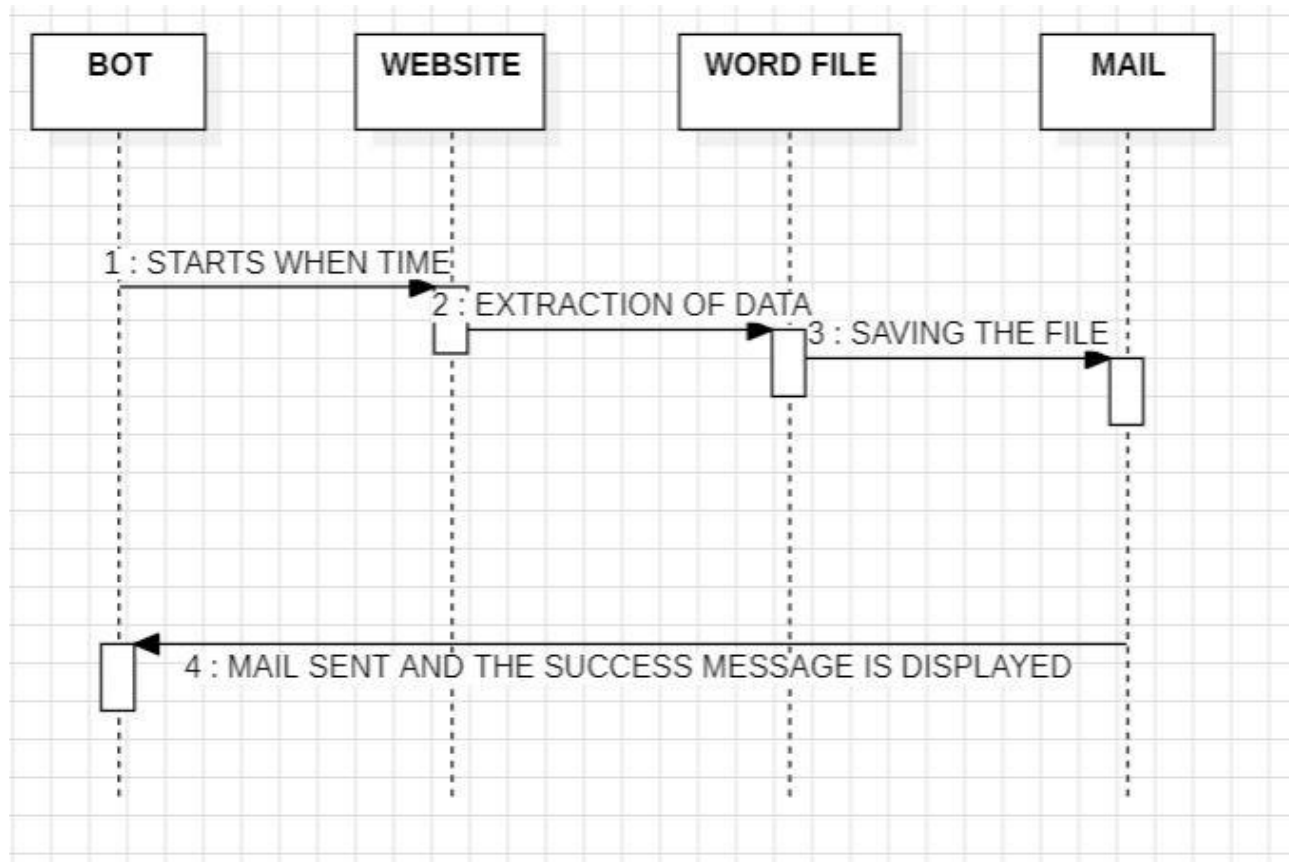 BOT
WEBSITE
WORD FILE
MAIL
1 : STARTS WHEN TIME
2 : EXTRACTION OF DATA
3 : SAVING THE FILE
4 : MAIL SENT AND THE SUCCESS MESSAGE IS DISPLAYED